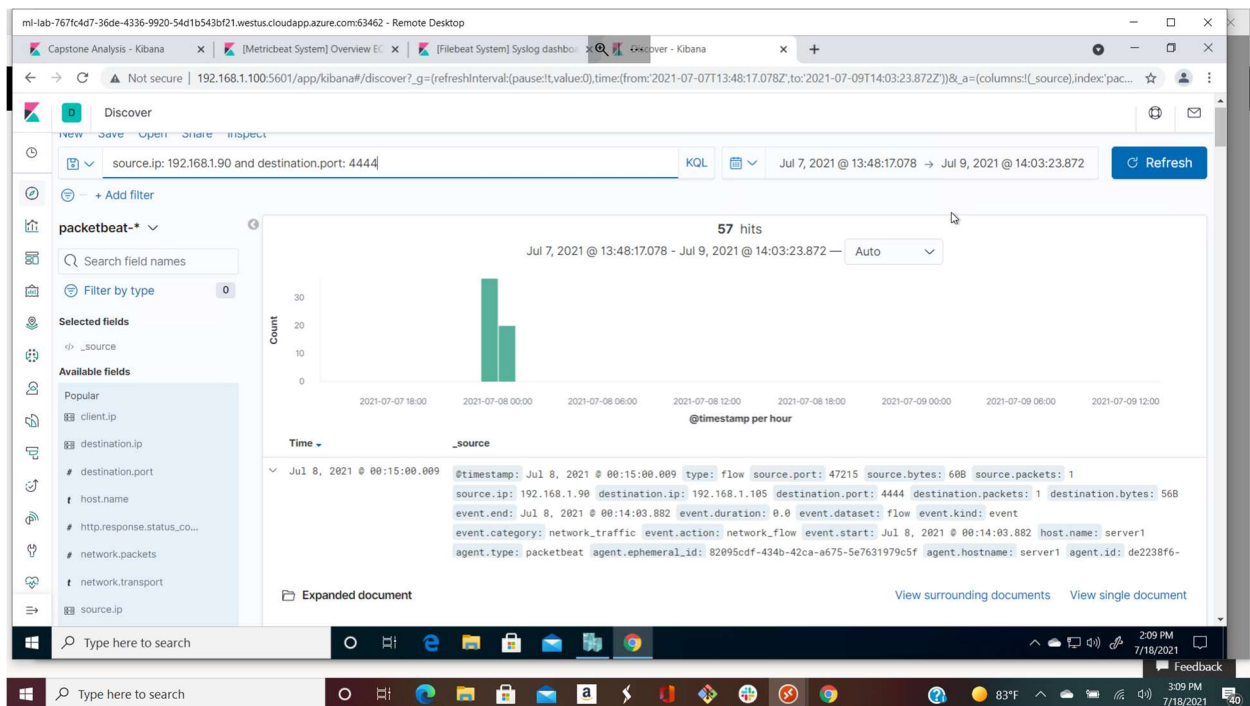 ml-lab-767fc4d7-36de-4336-9920-54d1b543bf21.westus.cloudapp.azure.com:63462 - Remote Desktop
Capstone Analysis - Kibana
[Metricbeat System] Overview EC
[Filebeat System] Syslog dashboa
cover - Kibana
Not secure | 192.168.1.100:5601/app/kibana#/discover?_g=(refreshInterval:(pause:!t,value:0),time:(from:'2021-07-07T13:48:17.078Z',to:'2021-07-09T14:03:23.872Z'))&_a=(columns:!(_source),index:'pac...
D Discover
New Save Open Share Inspect
source.ip: 192.168.1.90 and destination.port: 4444
KQL
Jul 7, 2021 @ 13:48:17.078 → Jul 9, 2021 @ 14:03:23.872
Refresh
+ Add filter
packetbeat-*
Search field names
Filter by type 0
Selected fields
</> _source
Available fields
Popular
client.ip
destination.ip
# destination.port
t host.name
# http.response.status_co...
# network.packets
t network.transport
source.ip
57 hits
Jul 7, 2021 @ 13:48:17.078 - Jul 9, 2021 @ 14:03:23.872 — Auto
Count
30
20
10
0
2021-07-07 18:00 2021-07-08 00:00 2021-07-08 06:00 2021-07-08 12:00 2021-07-08 18:00 2021-07-09 00:00 2021-07-09 06:00 2021-07-09 12:00
@timestamp per hour
Time _source
Jul 8, 2021 @ 00:15:00.009
@timestamp: Jul 8, 2021 @ 00:15:00.009 type: flow source.port: 47215 source.bytes: 60B source.packets: 1
source.ip: 192.168.1.90 destination.ip: 192.168.1.105 destination.port: 4444 destination.packets: 1 destination.bytes: 56B
event.end: Jul 8, 2021 @ 00:14:03.882 event.duration: 0.0 event.dataset: flow event.kind: event
event.category: network_traffic event.action: network_flow event.start: Jul 8, 2021 @ 00:14:03.882 host.name: server1
agent.type: packetbeat agent.ephemeral_id: 82095cdf-434b-42ca-a675-5e7631979c5f agent.hostname: server1 agent.id: de2238f6-
Expanded document
View surrounding documents View single document
Type here to search
2:09 PM
7/18/2021
Feedback
Type here to search
a
83°F
3:09 PM
7/18/2021
40